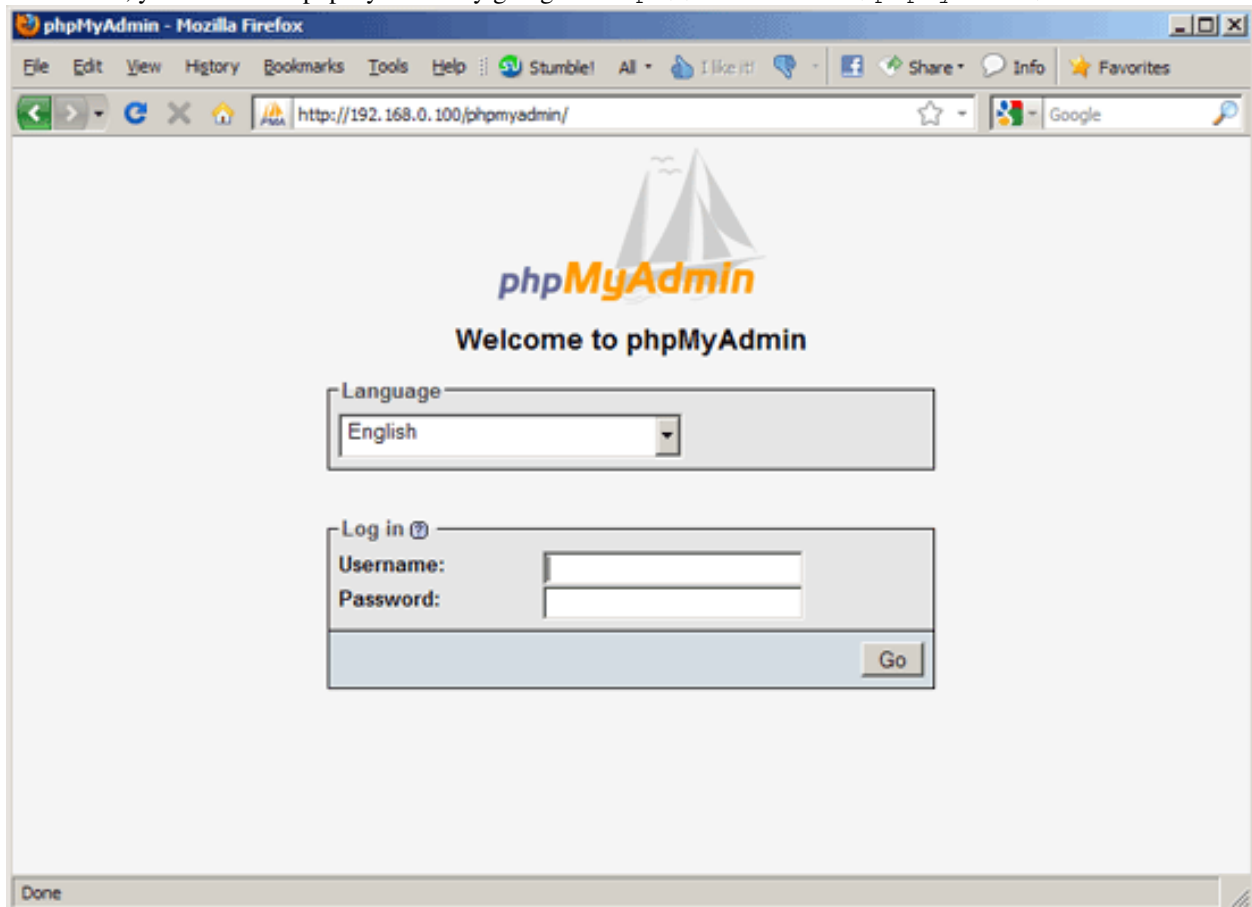 phpMyAdmin - Mozilla Firefox
File Edit View History Bookmarks Tools Help Stumble! All I like it! Share Info Favorites
http://192.168.0.100/phpmyadmin/ Google
phpMyAdmin
Welcome to phpMyAdmin
Language
English
Log in
Username:
Password:
Go
Done